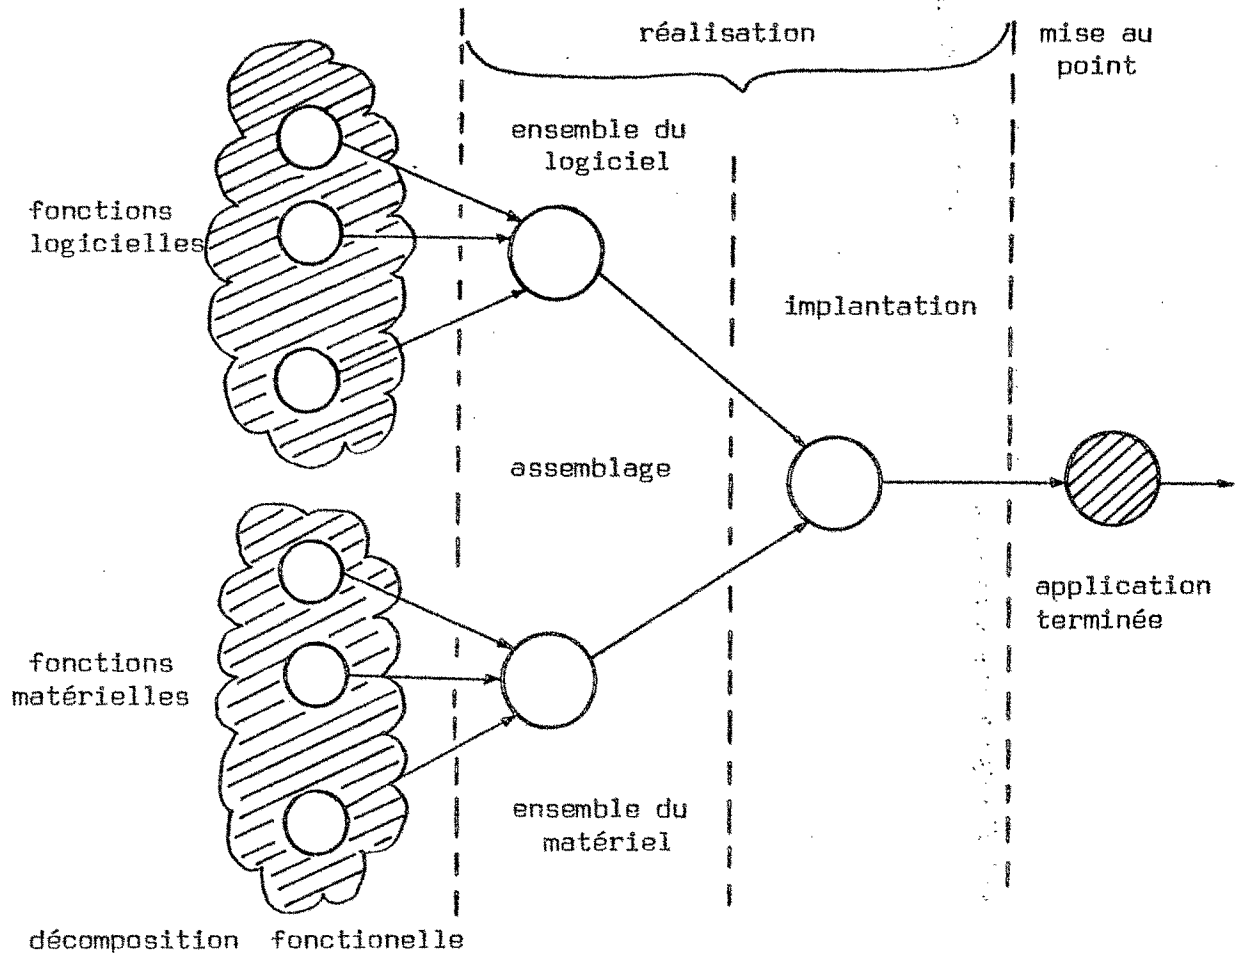 réalisation
mise au
point
ensemble du
logiciel
fonctions
logicielles
implantation
assemblage
application
terminée
fonctions
matérielles
ensemble du
matériel
décomposition fonctionelle